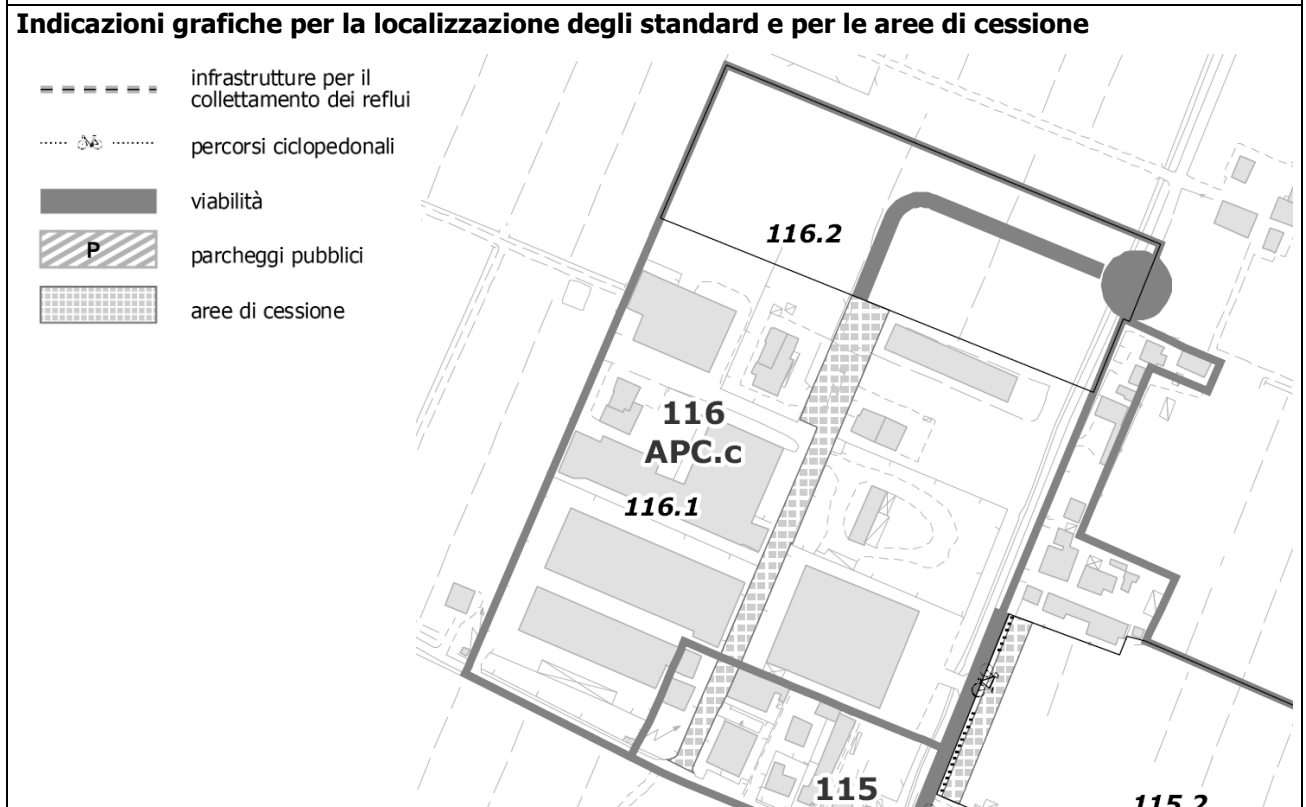 Indicazioni grafiche per la localizzazione degli standard e per le aree di cessione
infrastrutture per il
collettamento dei reflui
percorsi ciclopedonali
viabilità
P
parcheggi pubblici
aree di cessione
116.2
116
APC.c
116.1
115
115.2